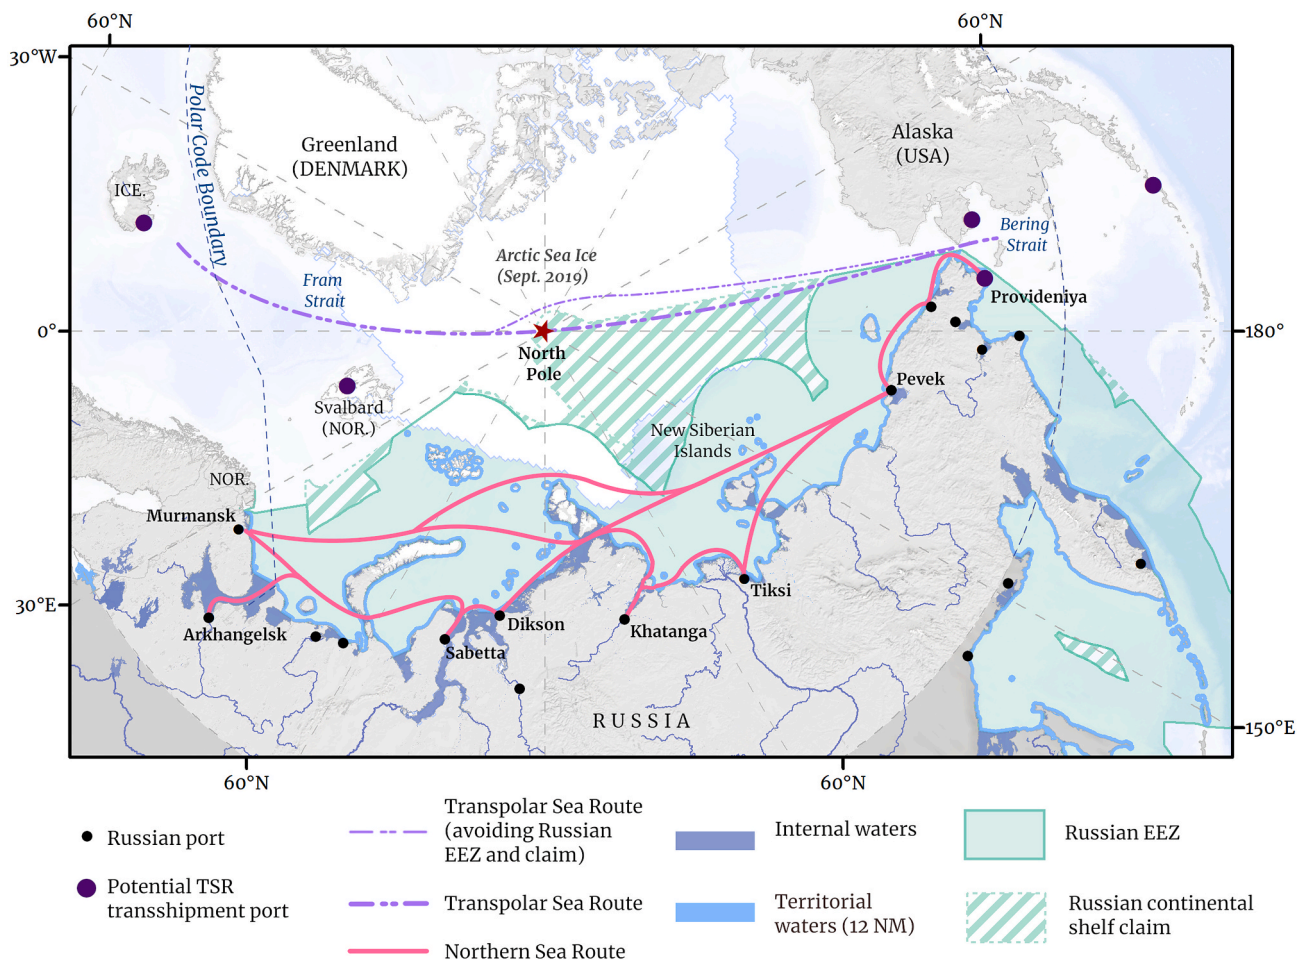 60°N
60°N
30°W
Polar Code Boundary
Greenland
(DENMARK)
Alaska
(USA)
ICE.
Bering
Strait
Arctic Sea Ice
(Sept. 2019)
Fram
Strait
Provideniya
0°
180°
North
Pole
Pevek
Svalbard
(NOR.)
New Siberian
Islands
NOR.
Murmansk
Tiksi
30°E
Arkhangelsk
Dikson
Khatanga
Sabetta
RUSSIA
150°E
60°N
60°N
Russian port
Potential TSR
transshipment port
Transpolar Sea Route
(avoiding Russian
EEZ and claim)
Transpolar Sea Route
Northern Sea Route
Internal waters
Territorial
waters (12 NM)
Russian EEZ
Russian continental
shelf claim